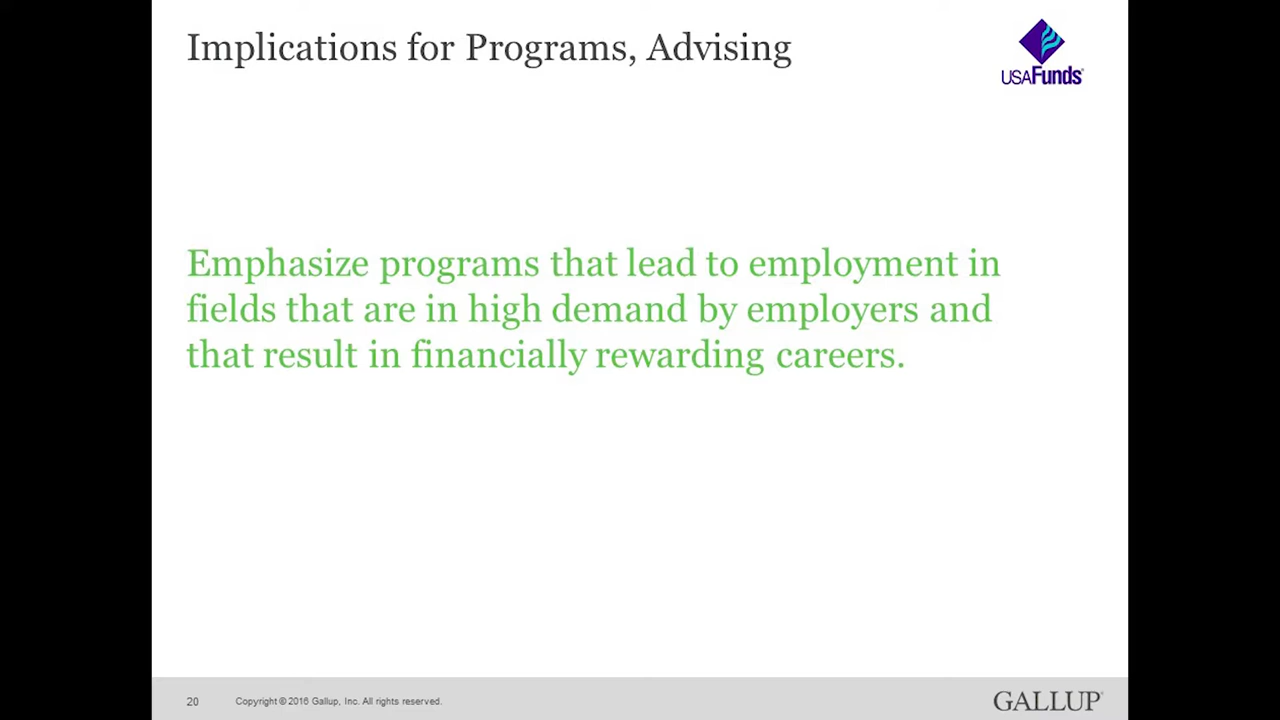 Implications for Programs, Advising
USAFunds®
Emphasize programs that lead to employment in
fields that are in high demand by employers and
that result in financially rewarding careers.
20
Copyright © 2016 Gallup, Inc. All rights reserved.
GALLUP®